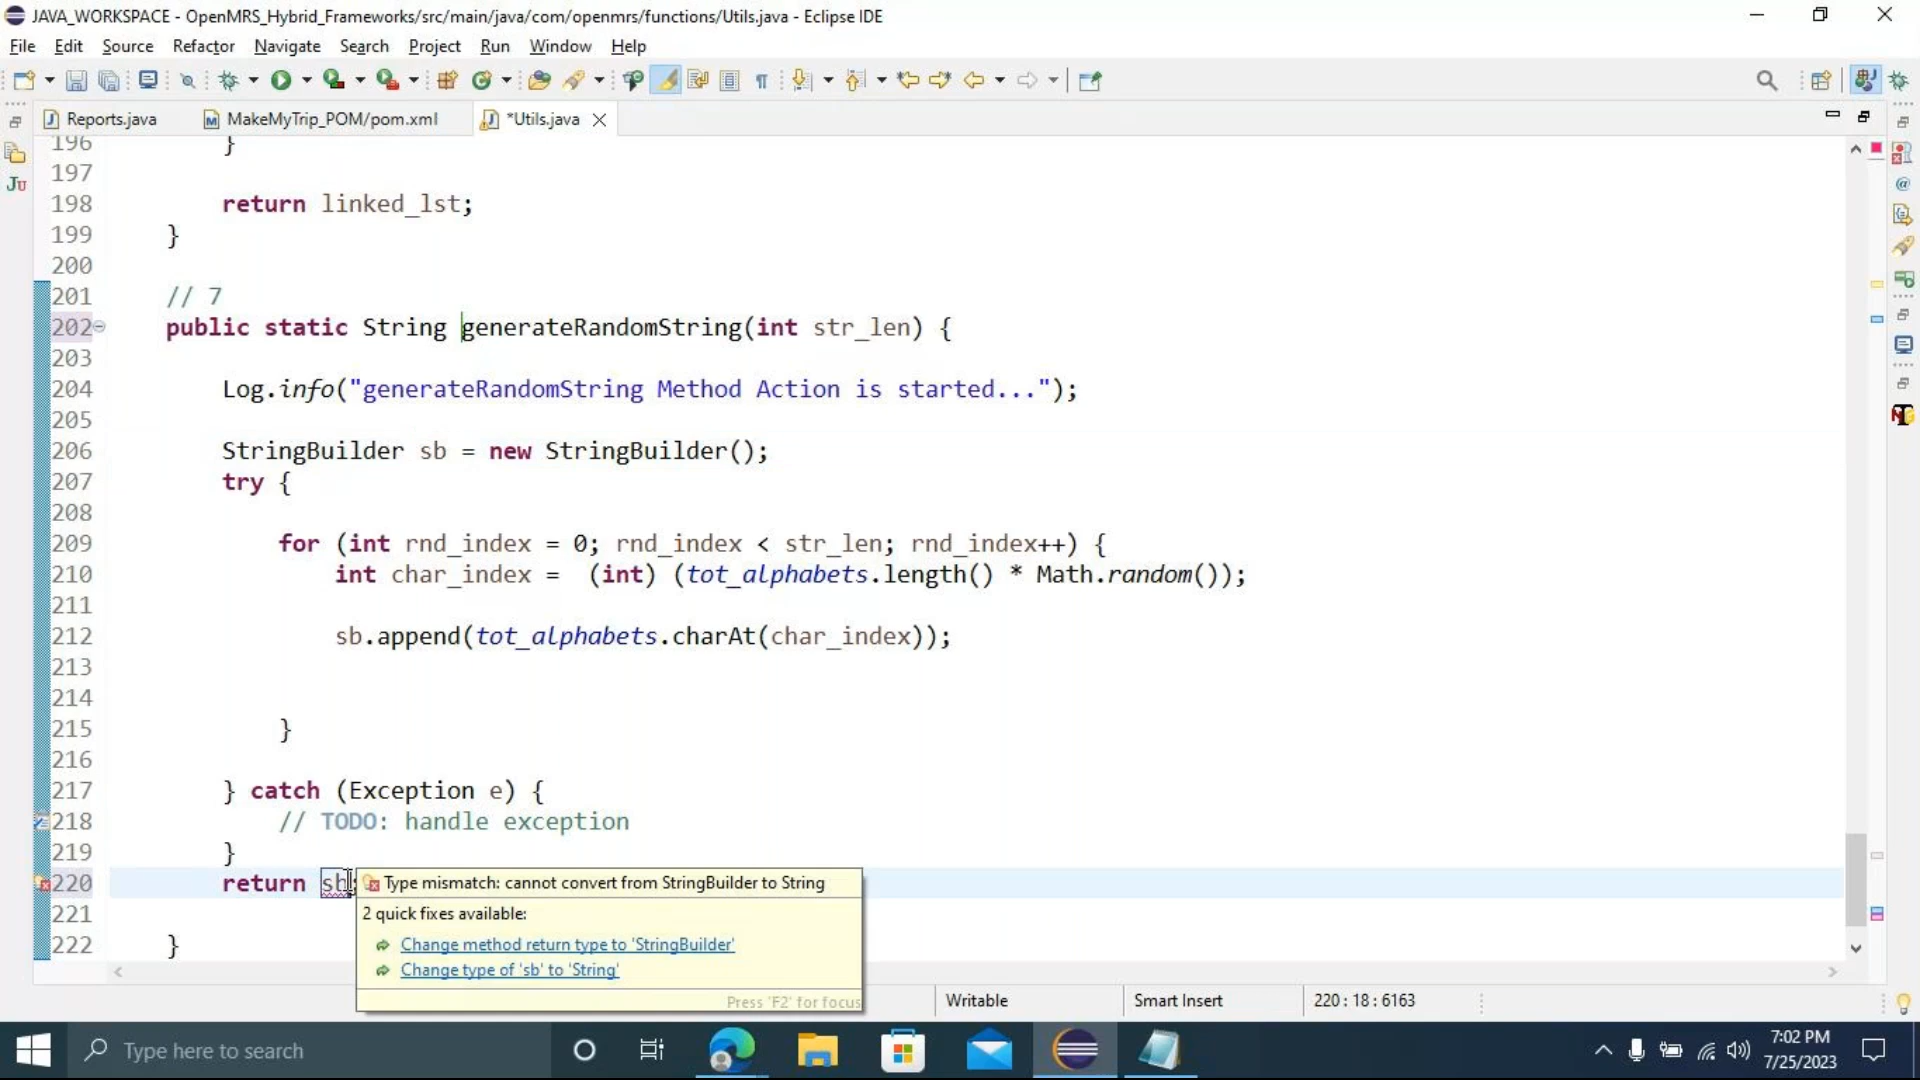 JAVA_WORKSPACE - OpenMRS_Hybrid_Frameworks/src/main/java/com/openmrs/functions/Utils.java - Eclipse IDE
File Edit Source Refactor Navigate Search Project Run Window Help
Reports.java MakeMyTrip_POM/pom.xml *Utils.java
196 }
197
198 return linked_lst;
199 }
200
201 // 7
202 public static String generateRandomString(int str_len) {
203
204 Log.info("generateRandomString Method Action is started...");
205
206 StringBuilder sb = new StringBuilder();
207 try {
208
209 for (int rnd_index = 0; rnd_index < str_len; rnd_index++) {
210 int char_index = (int) (tot_alphabets.length() * Math.random());
211
212 sb.append(tot_alphabets.charAt(char_index));
213
214
215 }
216
217 } catch (Exception e) {
218 // TODO: handle exception
219 }
220 return sb; Type mismatch: cannot convert from StringBuilder to String
221 2 quick fixes available:
222 } Change method return type to 'StringBuilder'
Change type of 'sb' to 'String'
Press 'F2' for focus
Writable Smart Insert 220 : 18 : 6163
Type here to search
7:02 PM
7/25/2023